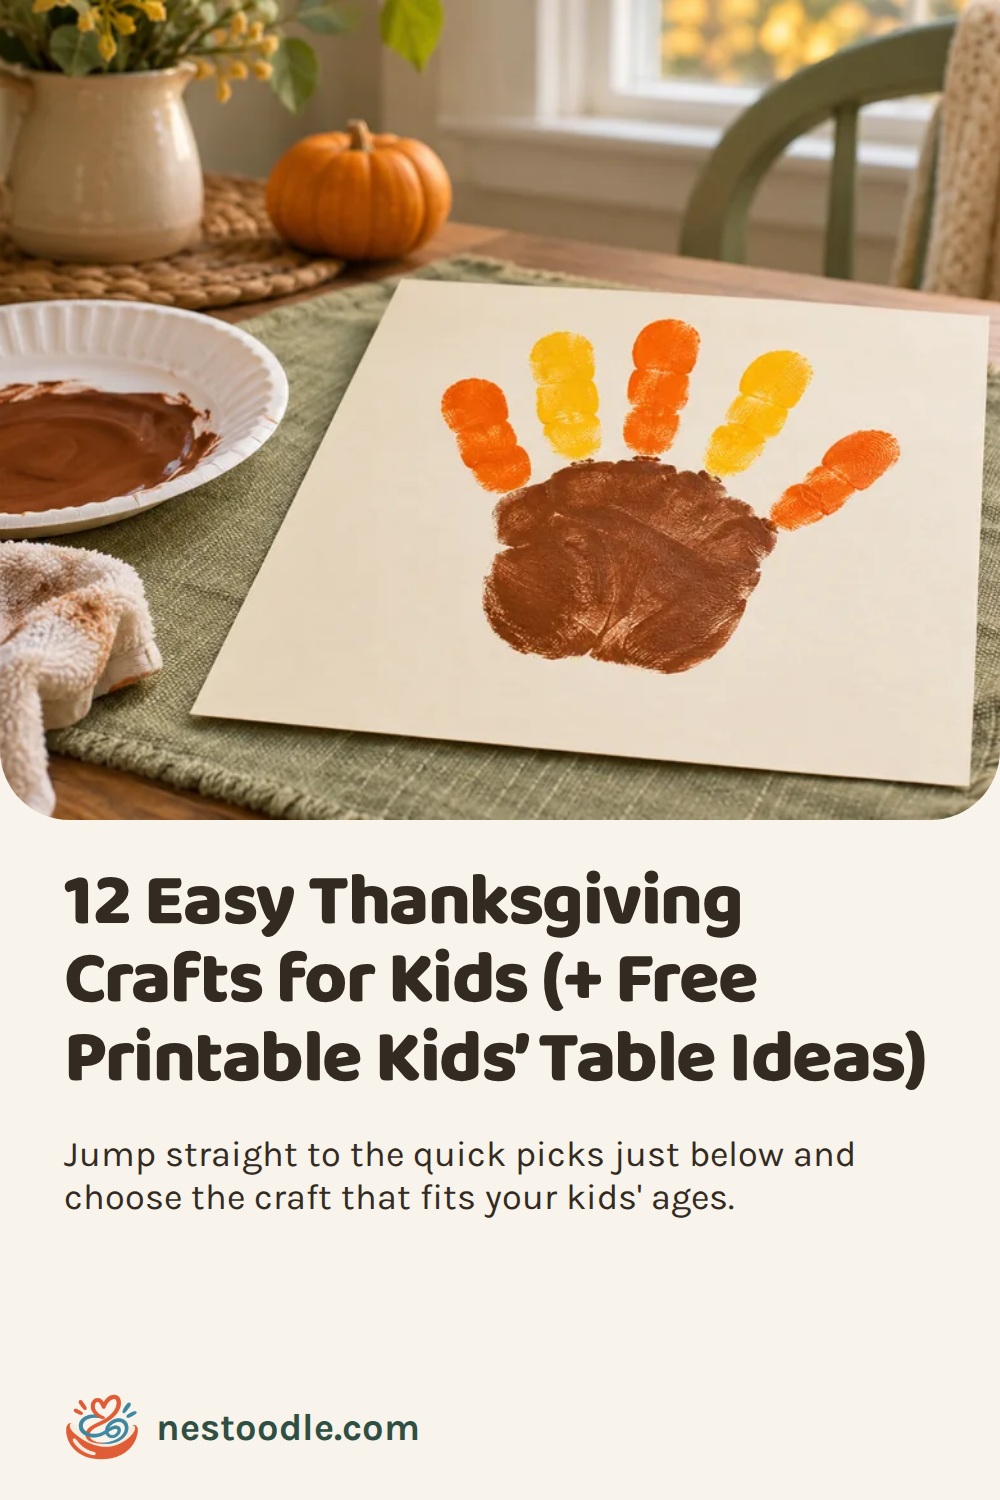 12 Easy Thanksgiving
Crafts for Kids (+ Free
Printable Kids’ Table Ideas)
Jump straight to the quick picks just below and
choose the craft that fits your kids' ages.
nestoodle.com